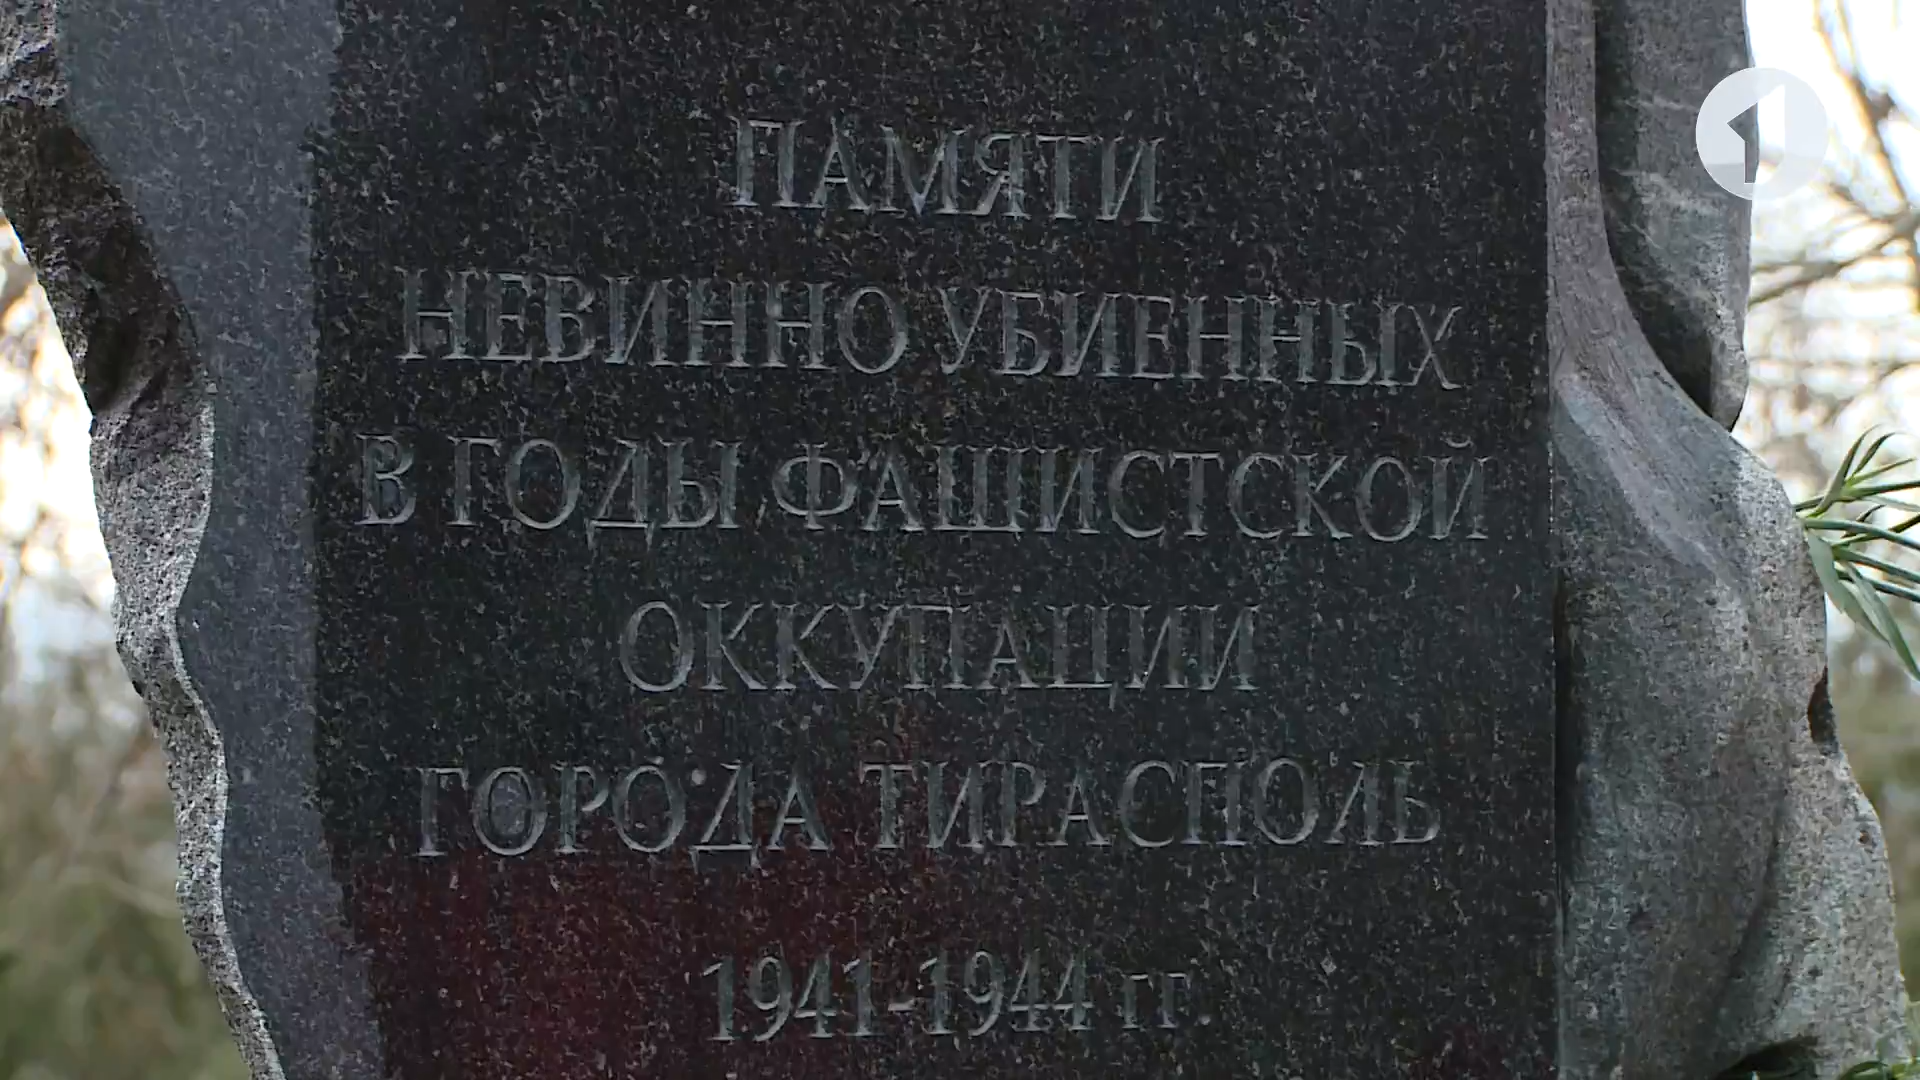 ПАМЯТИ
НЕВИННО УБИЕННЫХ
В ГОДЫ ФАШИСТСКОЙ
ОККУПАЦИИ
ГОРОДА ТИРАСПОЛЬ
1941-1944 гг.